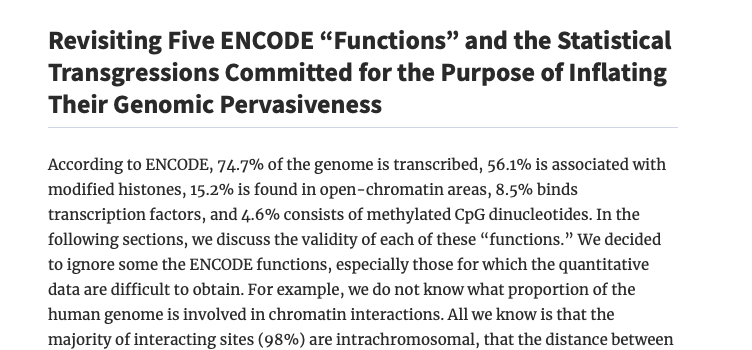 Revisiting Five ENCODE “Functions” and the Statistical
Transgressions Committed for the Purpose of Inflating
Their Genomic Pervasiveness
According to ENCODE, 74.7% of the genome is transcribed, 56.1% is associated with
modified histones, 15.2% is found in open-chromatin areas, 8.5% binds
transcription factors, and 4.6% consists of methylated CpG dinucleotides. In the
following sections, we discuss the validity of each of these “functions.” We decided
to ignore some the ENCODE functions, especially those for which the quantitative
data are difficult to obtain. For example, we do not know what proportion of the
human genome is involved in chromatin interactions. All we know is that the
majority of interacting sites (98%) are intrachromosomal, that the distance between